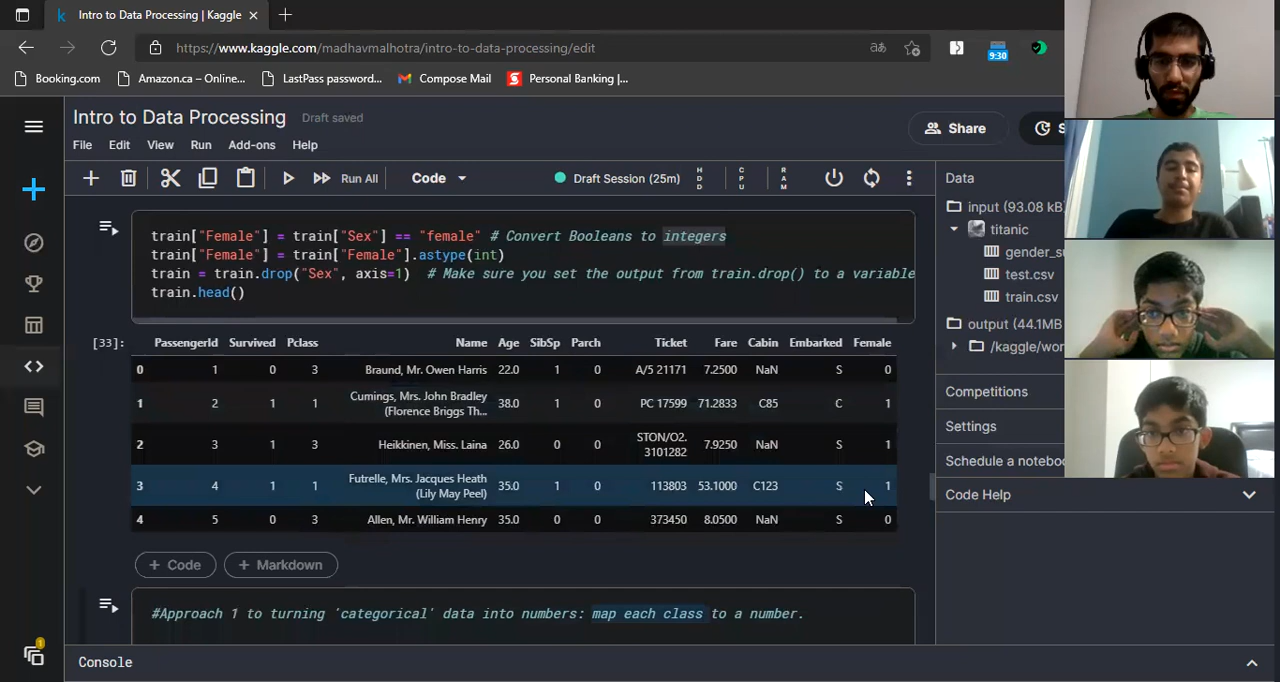 Intro to Data Processing | Kaggle
https://www.kaggle.com/madhavmalhotra/intro-to-data-processing/edit
9:30
Booking.com Amazon.ca – Online... LastPass password... Compose Mail Personal Banking |...
Intro to Data Processing Draft saved
Share
File Edit View Run Add-ons Help
Run All Code Draft Session (25m) HDD CPU RAM
train["Female"] = train["Sex"] == "female" # Convert Booleans to integers
train["Female"] = train["Female"].astype(int)
train = train.drop("Sex", axis=1) # Make sure you set the output from train.drop() to a variable
train.head()
[33]:
PassengerId Survived Pclass Name Age SibSp Parch Ticket Fare Cabin Embarked Female
0 1 0 3 Braund, Mr. Owen Harris 22.0 1 0 A/5 21171 7.2500 NaN S 0
1 2 1 1 Cumings, Mrs. John Bradley (Florence Briggs Th... 38.0 1 0 PC 17599 71.2833 C85 C 1
2 3 1 3 Heikkinen, Miss. Laina 26.0 0 0 STON/O2. 3101282 7.9250 NaN S 1
3 4 1 1 Futrelle, Mrs. Jacques Heath (Lily May Peel) 35.0 1 0 113803 53.1000 C123 S 1
4 5 0 3 Allen, Mr. William Henry 35.0 0 0 373450 8.0500 NaN S 0
+ Code + Markdown
#Approach 1 to turning 'categorical' data into numbers: map each class to a number.
Console
1
Data
input (93.08 kB
titanic
gender_su
test.csv
train.csv
output (44.1MB
/kaggle/wor
Competitions
Settings
Schedule a notebo
Code Help